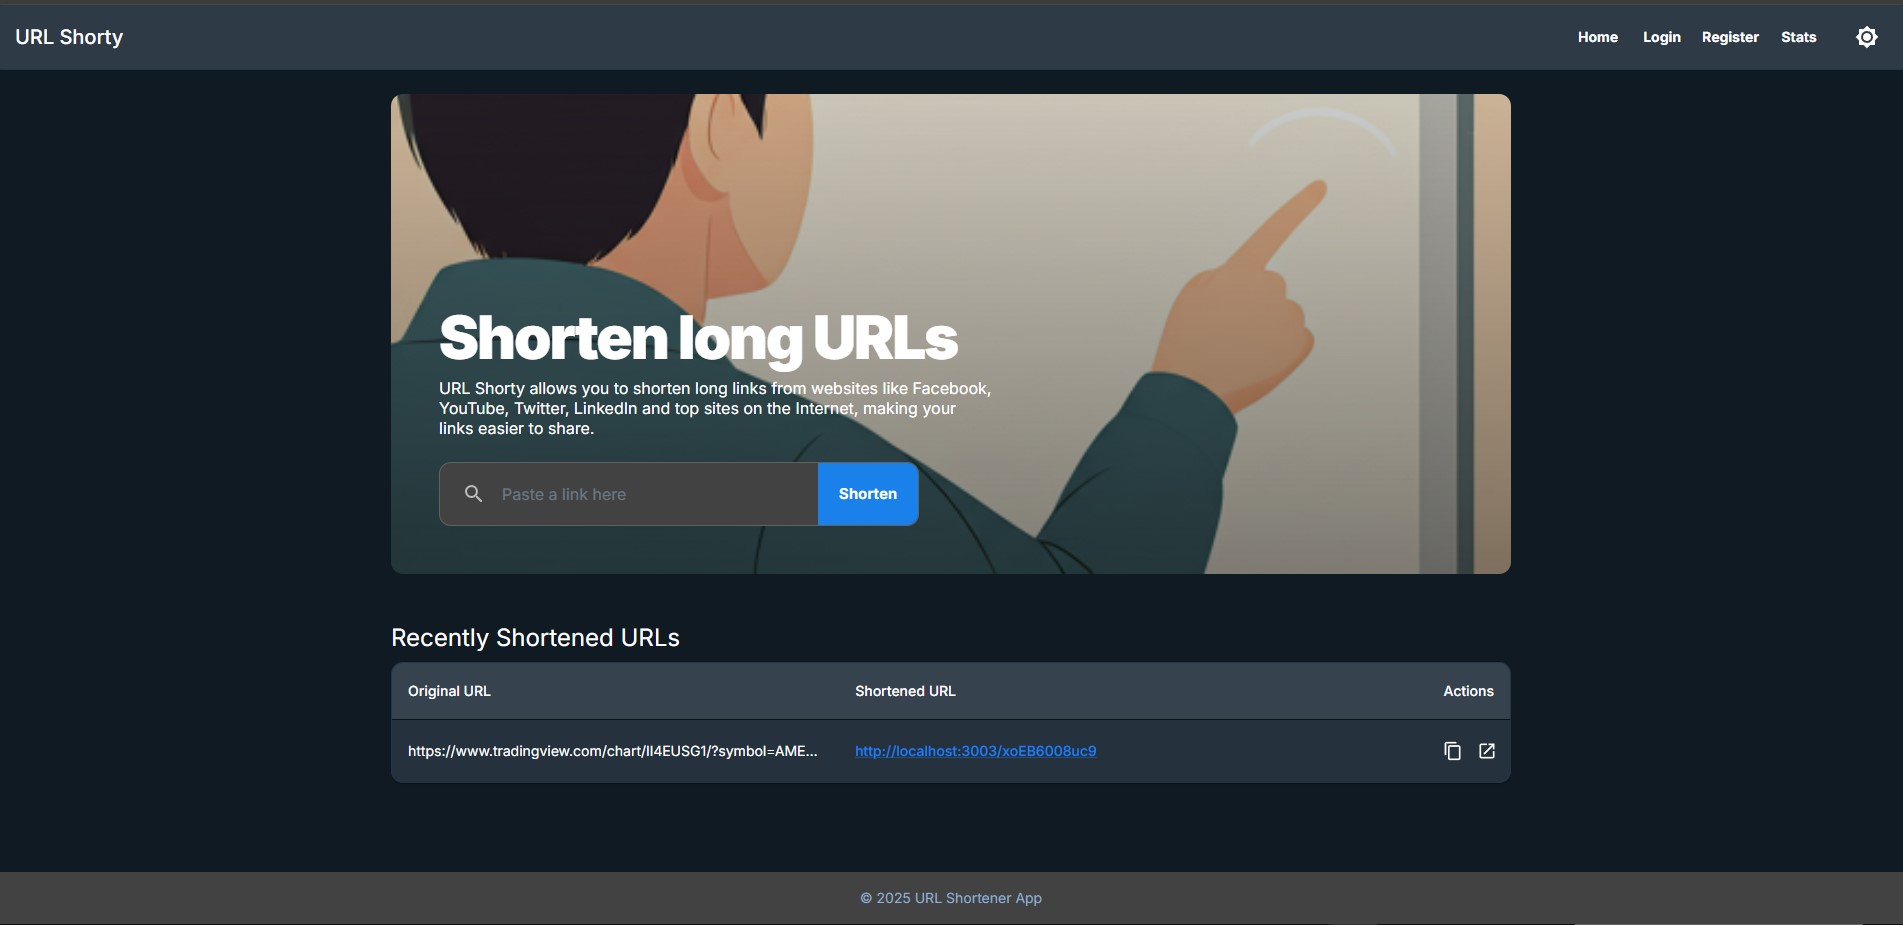 URL Shorty
Home Login Register Stats
Shorten long URLs
URL Shorty allows you to shorten long links from websites like Facebook,
YouTube, Twitter, LinkedIn and top sites on the Internet, making your
links easier to share.
Paste a link here
Shorten
Recently Shortened URLs
Original URL Shortened URL Actions
https://www.tradingview.com/chart/II4EUSG1/?symbol=AME... http://localhost:3003/xoEB6008uc9
© 2025 URL Shortener App